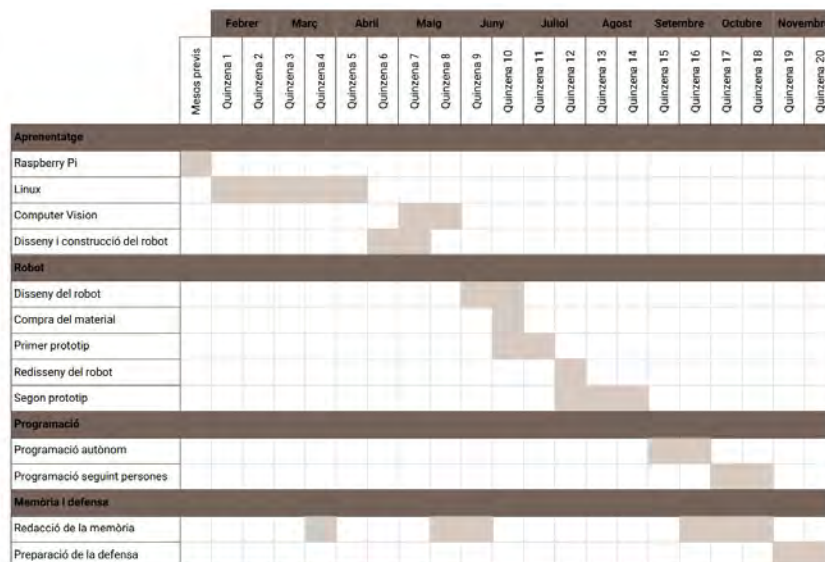 Febrer Març Abril Maig Juny Juliol Agost Setembre Octubre Novembre
Mesos previs Quinzena 1 Quinzena 2 Quinzena 3 Quinzena 4 Quinzena 5 Quinzena 6 Quinzena 7 Quinzena 8 Quinzena 9 Quinzena 10 Quinzena 11 Quinzena 12 Quinzena 13 Quinzena 14 Quinzena 15 Quinzena 16 Quinzena 17 Quinzena 18 Quinzena 19 Quinzena 20
Aprenentatge
Raspberry Pi
Linux
Computer Vision
Disseny i construcció del robot
Robot
Disseny del robot
Compra del material
Primer prototip
Redisseny del robot
Segon prototip
Programació
Programació autònom
Programació seguint persones
Memòria i defensa
Redacció de la memòria
Preparació de la defensa